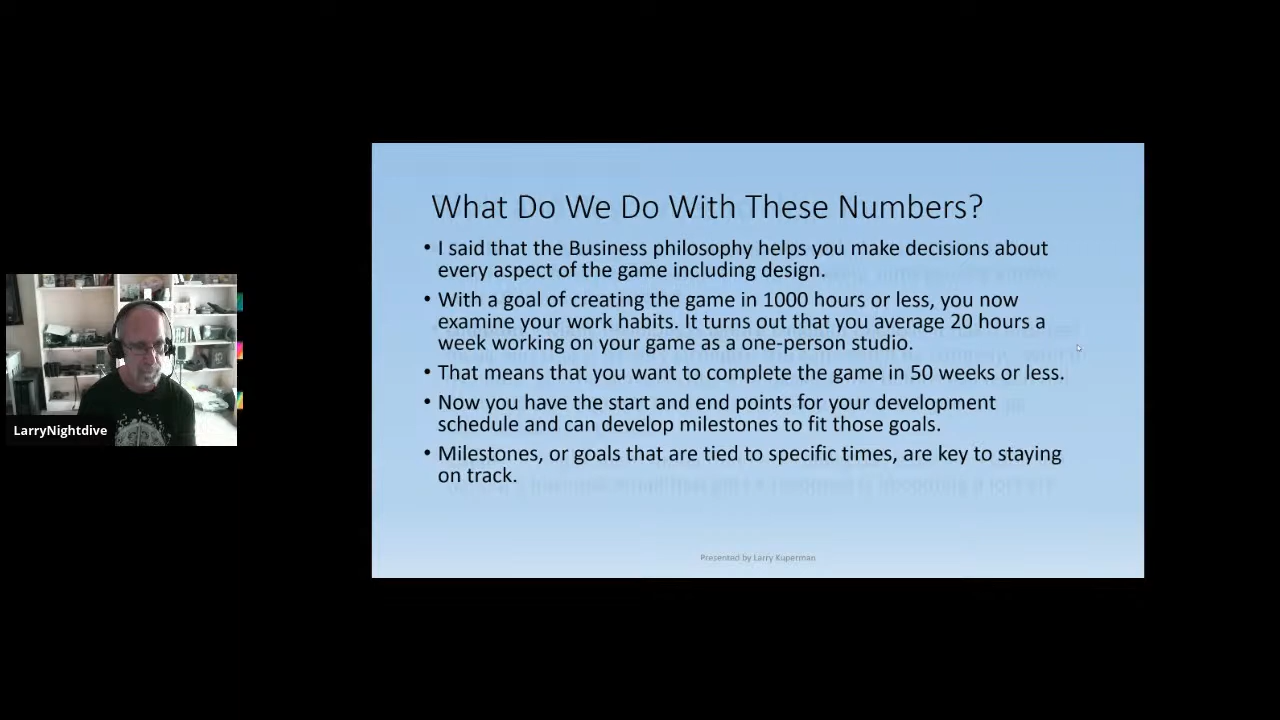 What Do We Do With These Numbers?
• I said that the Business philosophy helps you make decisions about
every aspect of the game including design.
• With a goal of creating the game in 1000 hours or less, you now
examine your work habits. It turns out that you average 20 hours a
week working on your game as a one-person studio.
• That means that you want to complete the game in 50 weeks or less.
• Now you have the start and end points for your development
schedule and can develop milestones to fit those goals.
• Milestones, or goals that are tied to specific times, are key to staying
on track.
Presented by Larry Kuperman
LarryNightdive